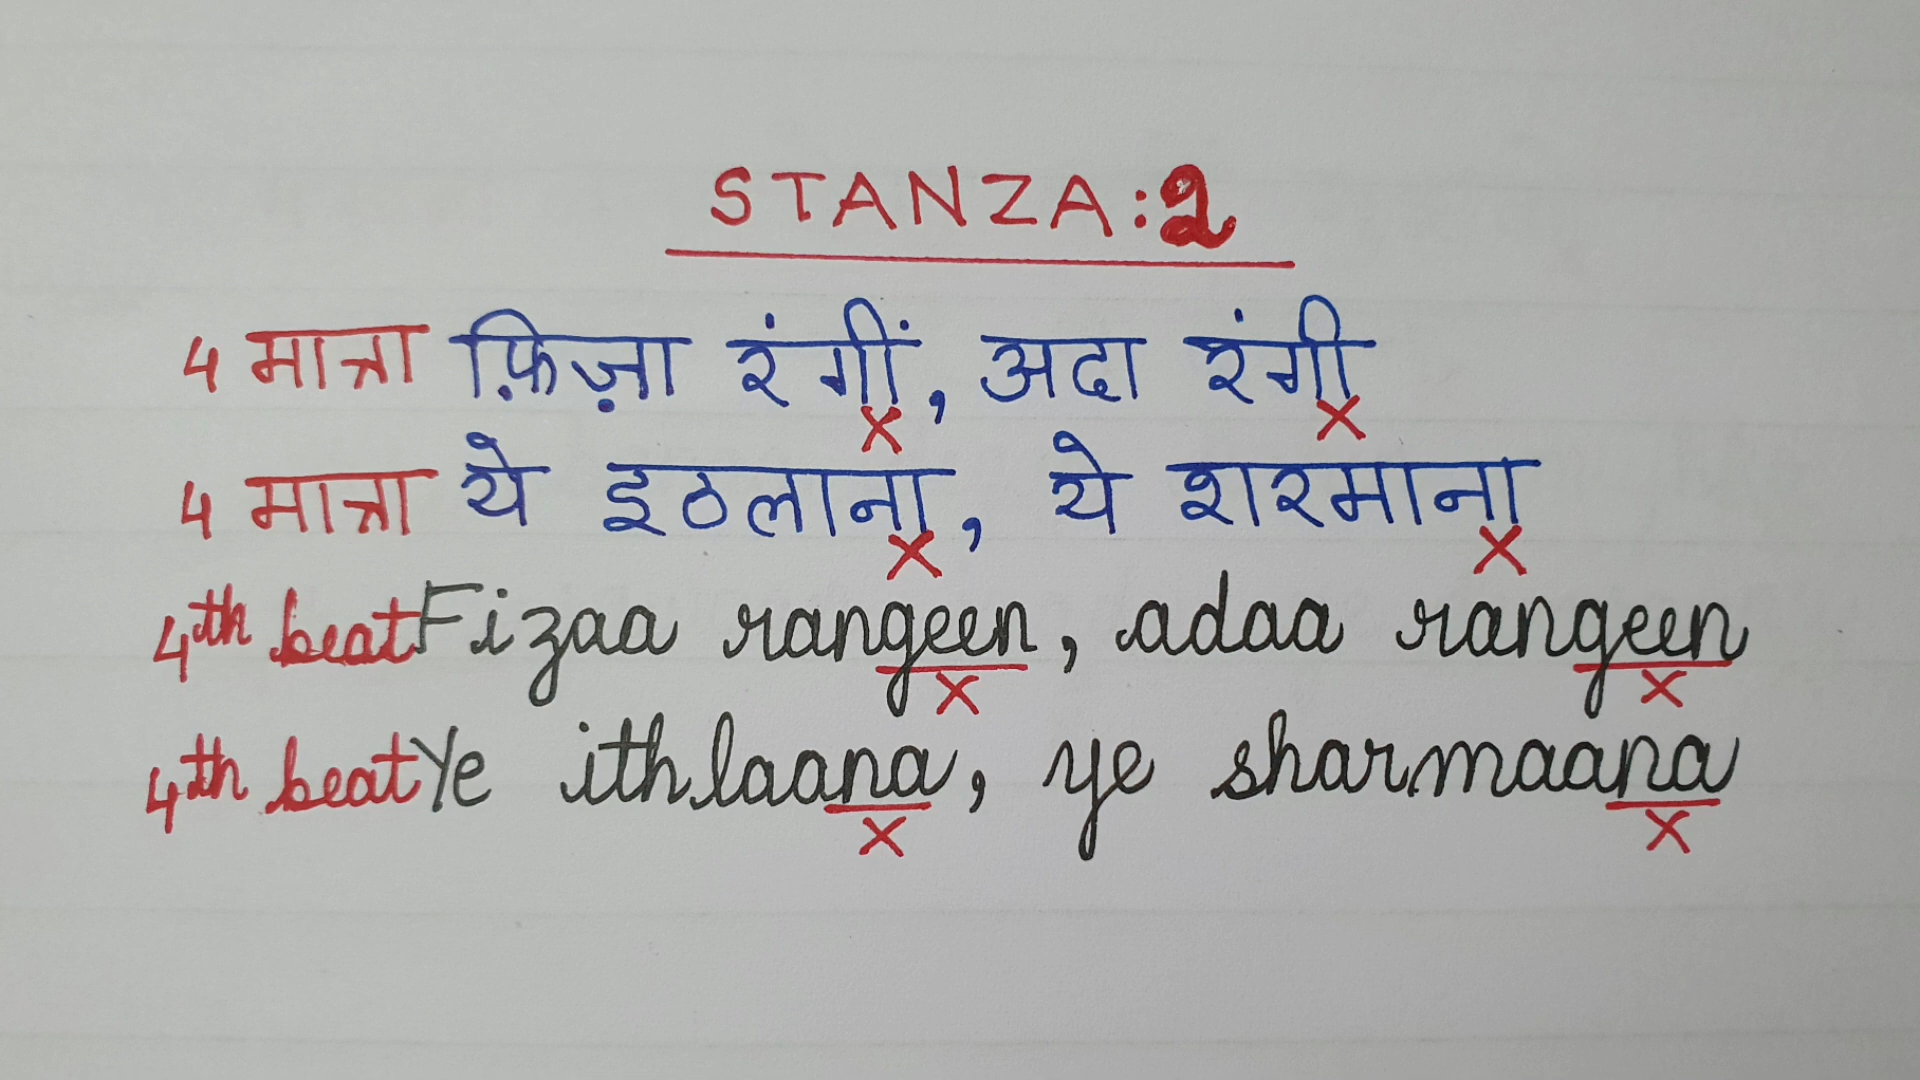 STANZA:2
4 मात्रा फ़िज़ा रंगीं, अदा रंगी
×
×
4 मात्रा ये इठलाना, ये शरमाना
×
×
4th beat Fizaa rangeen, adaa rangeen
×
×
4th beat Ye ithlaana, ye sharmaana
×
×